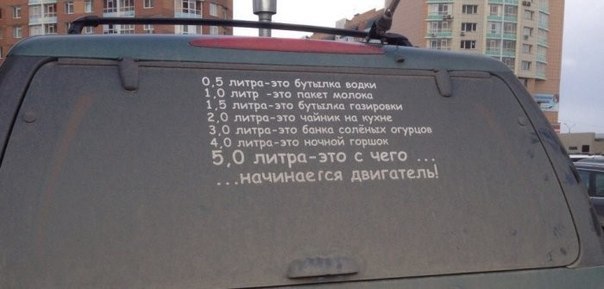 0,5 литра-это бутылка водки
1,0 литр -это пакет молока
1,5 литра-это бутылка газировки
2,0 литра-это чайник на кухне
3,0 литра-это банка солёных огурцов
4,0 литра-это ночной горшок
5,0 литра-это с чего ...
...начинается двигатель!